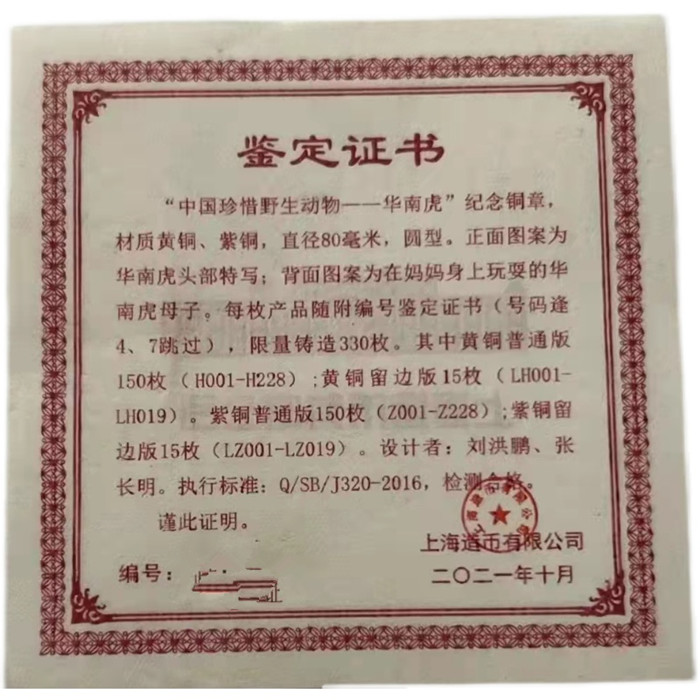 鉴定证书
“中国珍惜野生动物——华南虎”纪念铜章，
材质黄铜、紫铜，直径80毫米，圆型。正面图案为
华南虎头部特写；背面图案为在妈妈身上玩耍的华
南虎母子。每枚产品随附编号鉴定证书（号码逢
4、7跳过），限量铸造330枚。其中黄铜普通版
150枚（H001-H228）;黄铜留边版15枚（LH001-
LH019）。紫铜普通版150枚（Z001-Z228）;紫铜留
边版15枚（LZ001-LZ019）。设计者：刘洪鹏、张
长明。执行标准：Q/SB/J320-2016，检测合格。
谨此证明。
上海造币有限公司
编号：
二〇二一年十月